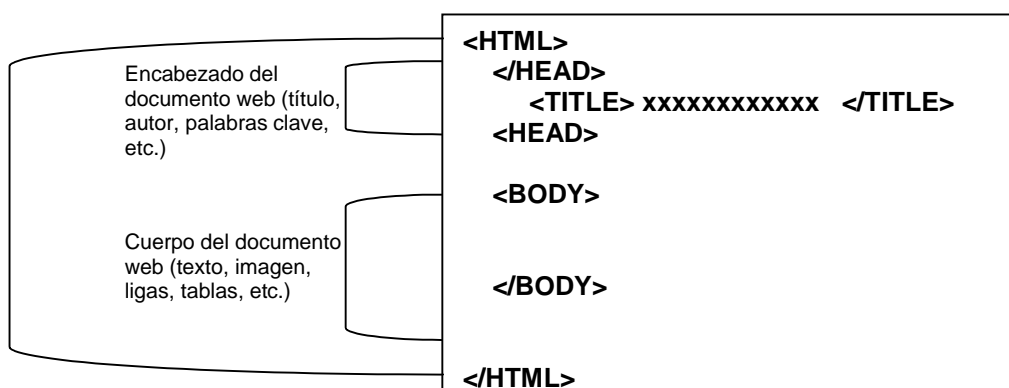 <HTML>
</HEAD>
<TITLE> xxxxxxxxxxxx </TITLE>
<HEAD>
<BODY>
</BODY>
</HTML>
Encabezado del
documento web (título,
autor, palabras clave,
etc.)
Cuerpo del documento
web (texto, imagen,
ligas, tablas, etc.)